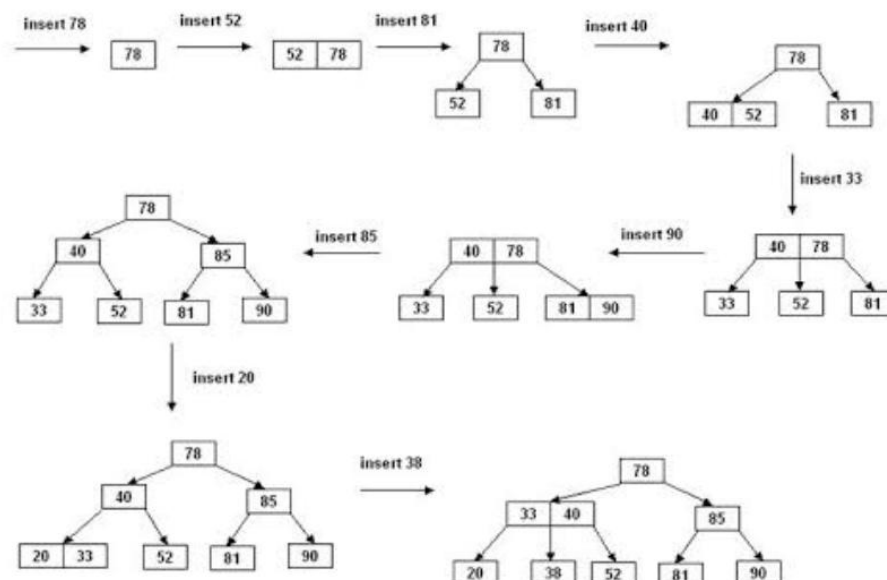 insert 78
78
insert 52
52 78
insert 81
78
52 81
insert 40
78
40 52 81
insert 33
40 78
33 52 81
insert 90
40 78
33 52 81 90
insert 85
78
40 85
33 52 81 90
insert 20
78
40 85
20 33 52 81 90
insert 38
78
33 40 85
20 38 52 81 90